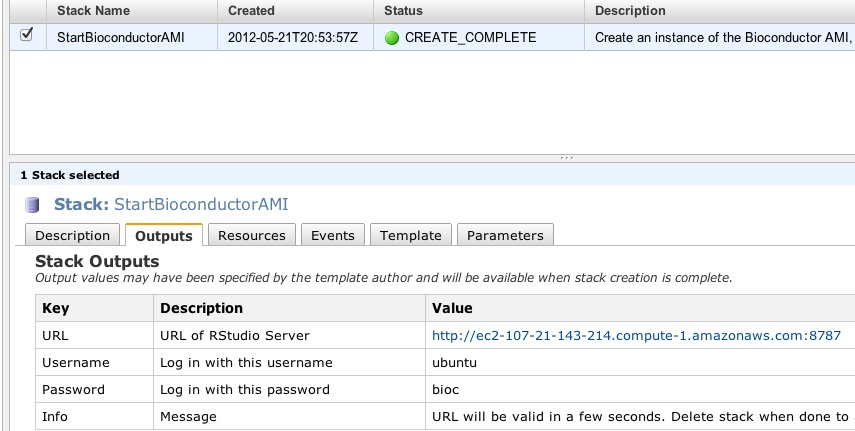 Stack Name Created Status Description
StartBioconductorAMI 2012-05-21T20:53:57Z CREATE_COMPLETE Create an instance of the Bioconductor AMI,
1 Stack selected
Stack: StartBioconductorAMI
Description Outputs Resources Events Template Parameters
Stack Outputs
Output values may have been specified by the template author and will be available when stack creation is complete.
Key Description Value
URL URL of RStudio Server http://ec2-107-21-143-214.compute-1.amazonaws.com:8787
Username Log in with this username ubuntu
Password Log in with this password bioc
Info Message URL will be valid in a few seconds. Delete stack when done to